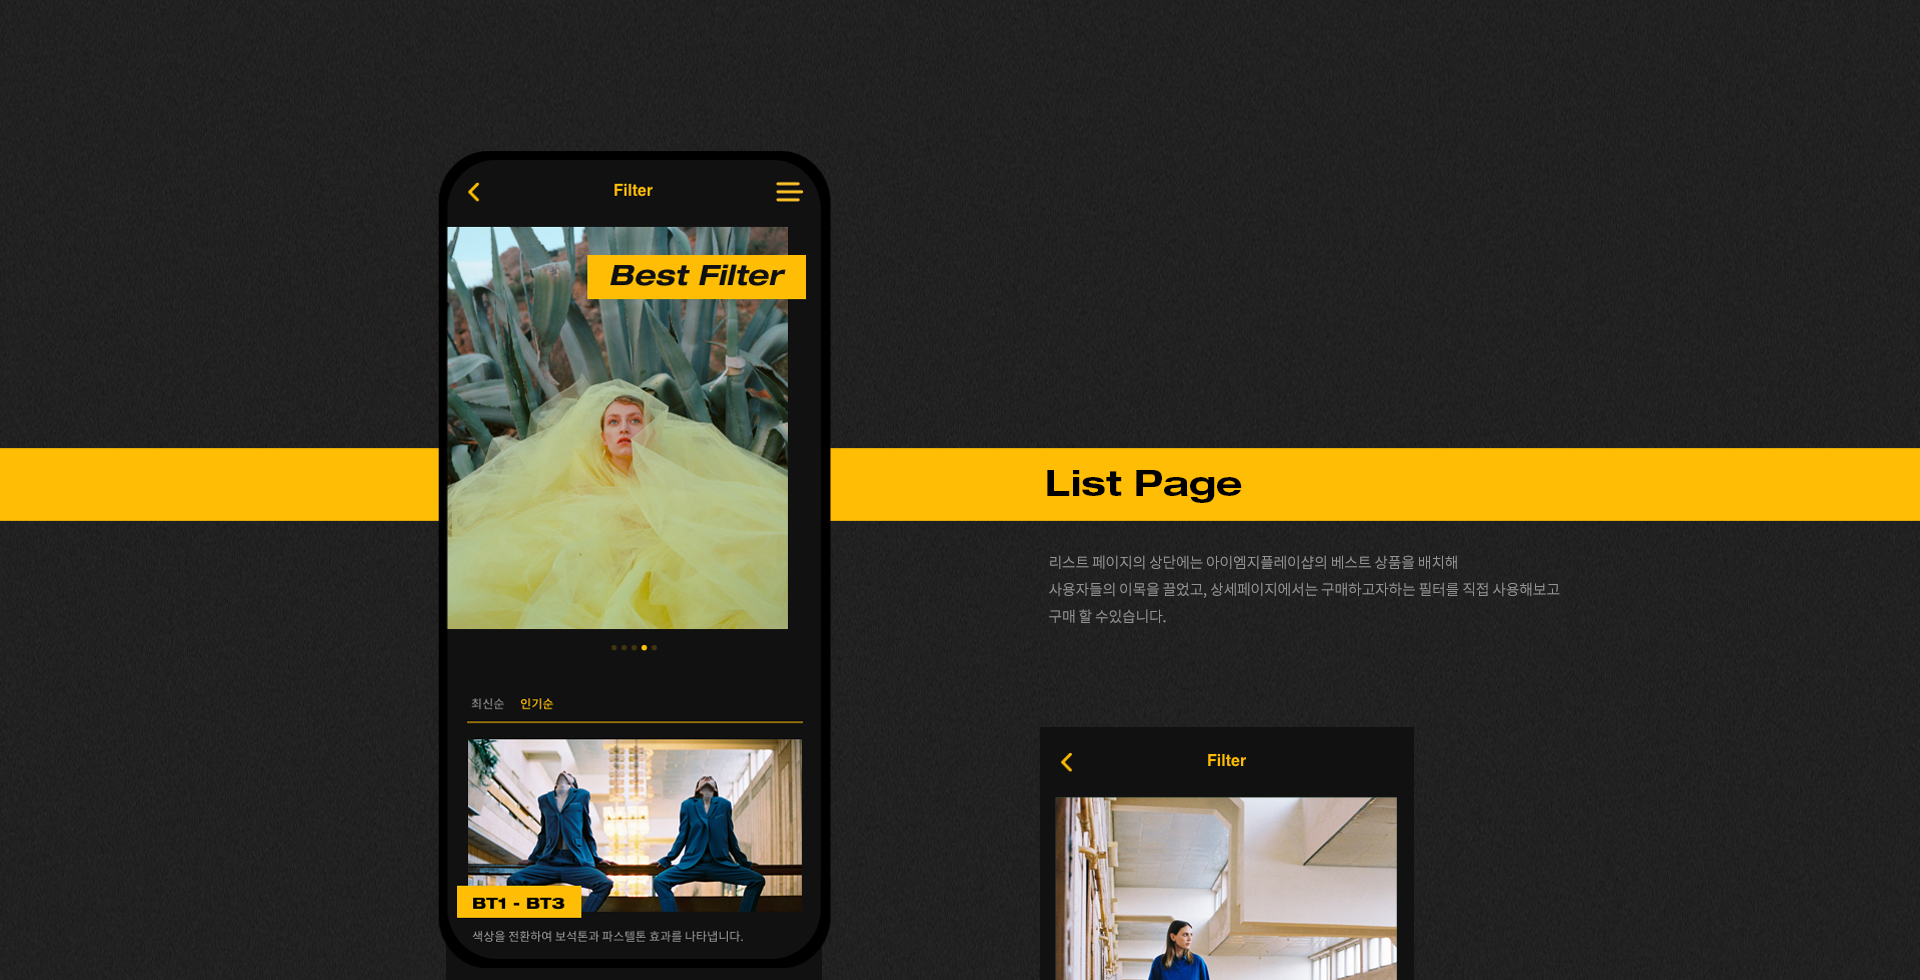 Filter
Best Filter
최신순 인기순
BT1 - BT3
색상을 전환하여 보석톤과 파스텔톤 효과를 나타냅니다.
List Page
리스트 페이지의 상단에는 아이엠지플레이샵의 베스트 상품을 배치해
사용자들의 이목을 끌었고, 상세페이지에서는 구매하고자하는 필터를 직접 사용해보고
구매 할 수있습니다.
Filter